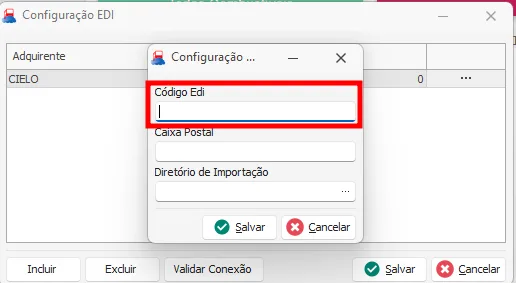 Configuração EDI
Adquirente
Configuração ...
CIELO
0
...
Código Edi
Caixa Postal
Diretório de Importação
...
Salvar
Cancelar
Incluir
Excluir
Validar Conexão
Salvar
Cancelar